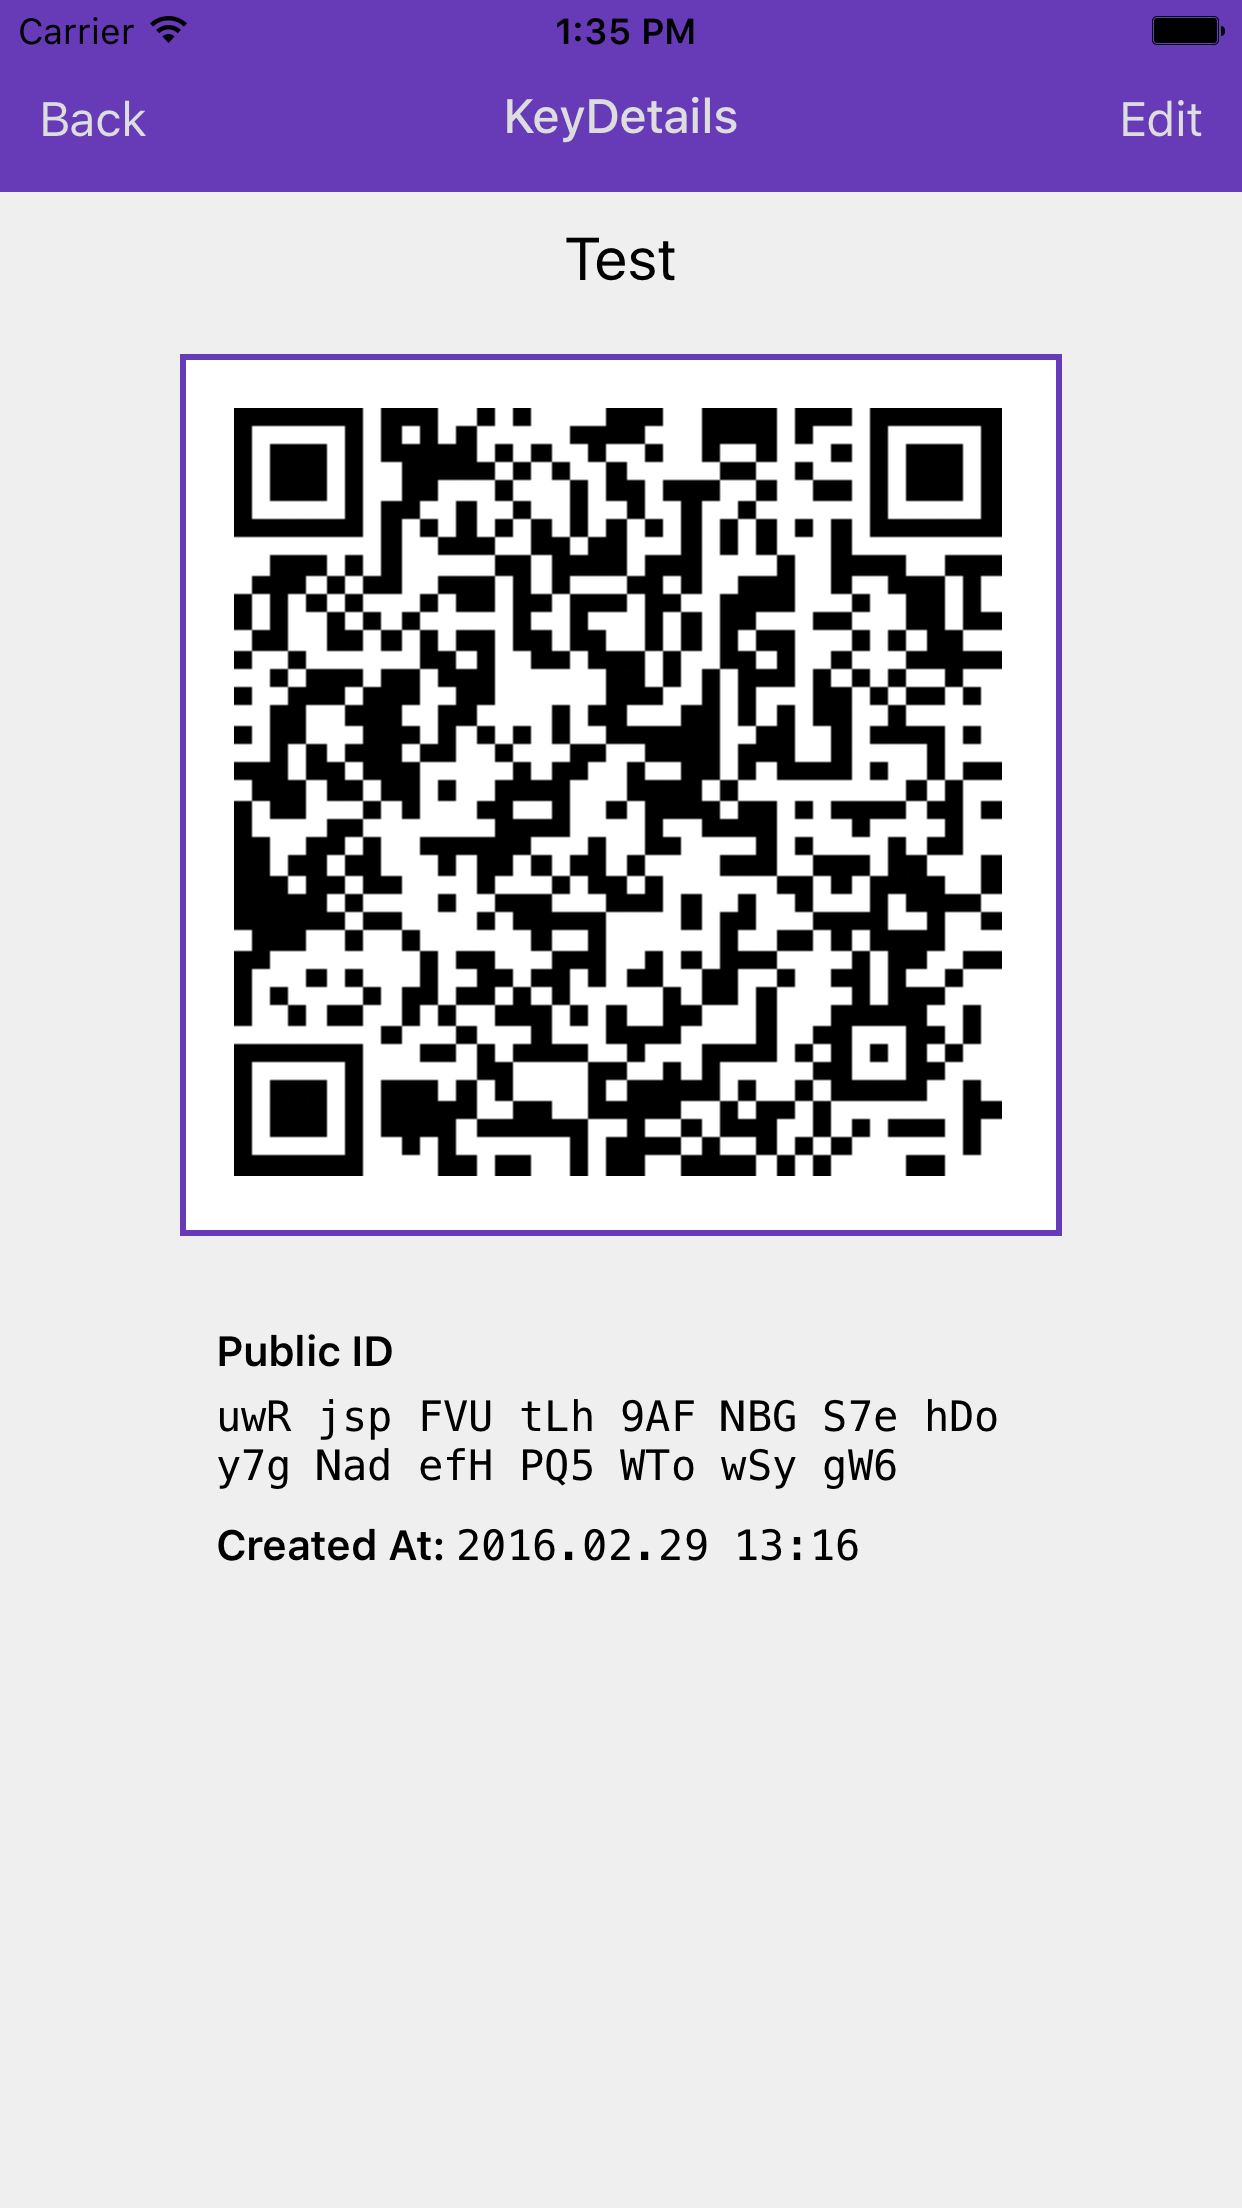 Carrier 1:35 PM
Back KeyDetails Edit
Test
Public ID
uwR jsp FVU tLh 9AF NBG S7e hDo
y7g Nad efH PQ5 WTo wSy gW6
Created At: 2016.02.29 13:16